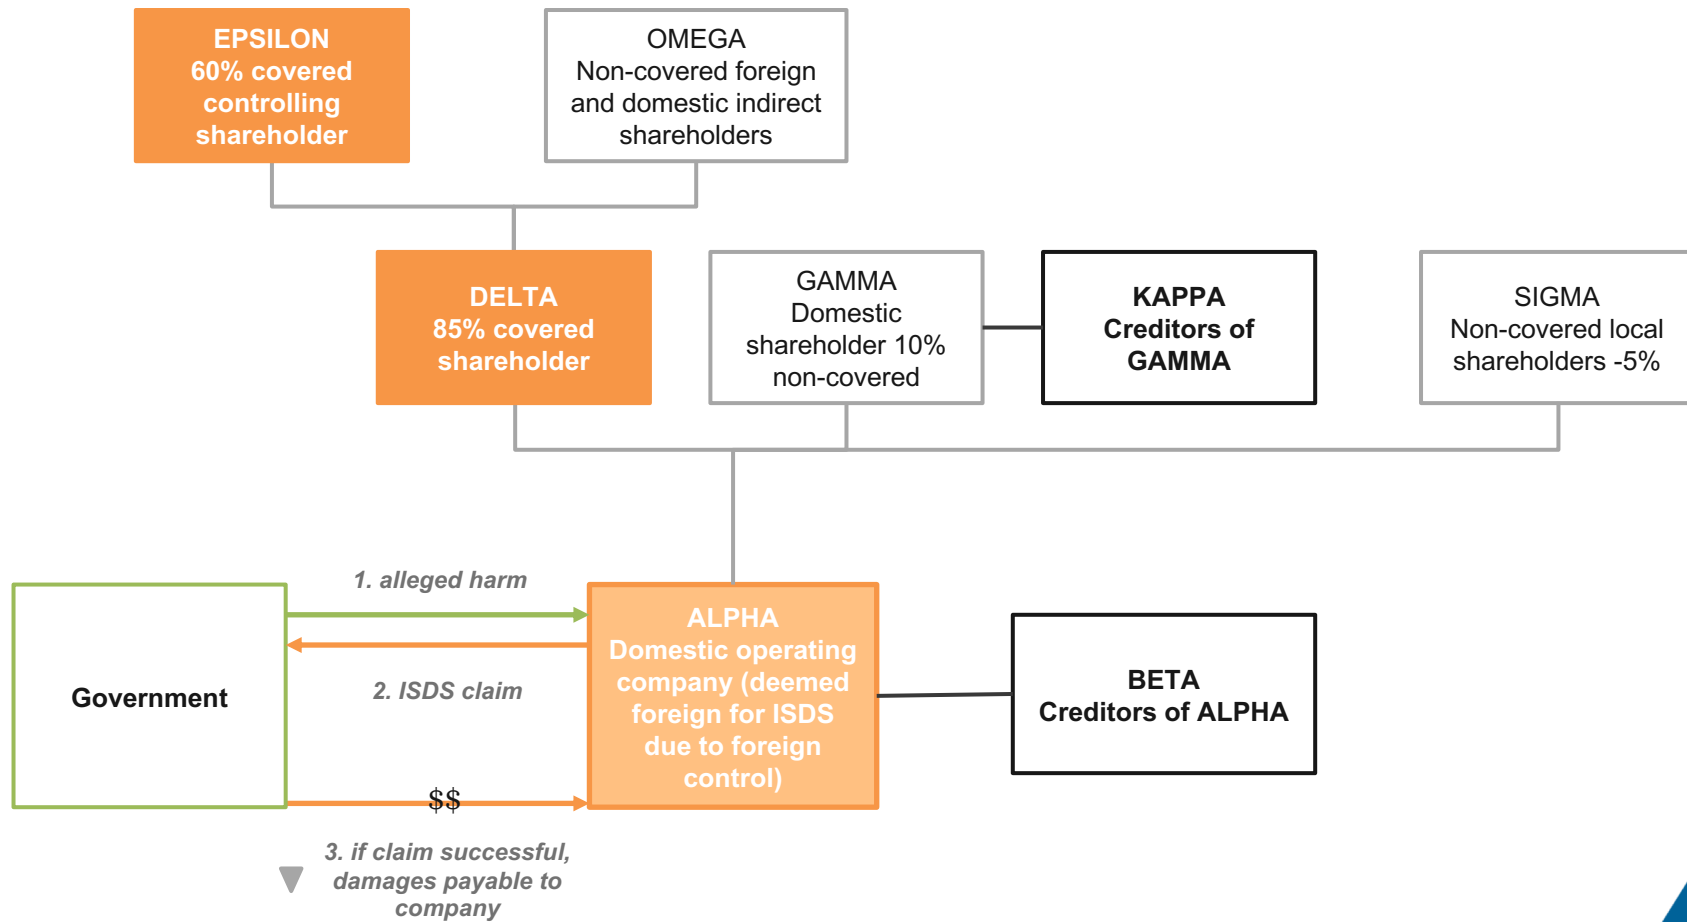 EPSILON
60% covered
controlling
shareholder
OMEGA
Non-covered foreign
and domestic indirect
shareholders
DELTA
85% covered
shareholder
GAMMA
Domestic
shareholder 10%
non-covered
KAPPA
Creditors of
GAMMA
SIGMA
Non-covered local
shareholders -5%
Government
1. alleged harm
2. ISDS claim
$$
3. if claim successful,
damages payable to
company
ALPHA
Domestic operating
company (deemed
foreign for ISDS
due to foreign
control)
BETA
Creditors of ALPHA